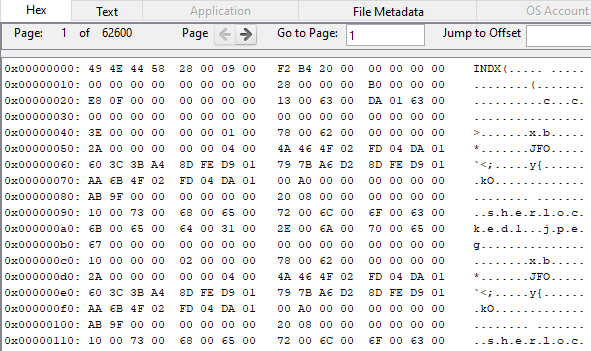 Hex Text Application File Metadata OS Account
Page: 1 of 62600 Page Go to Page: 1 Jump to Offset
0x00000000: 49 4E 44 58 28 00 09 00 F2 B4 20 00 00 00 00 00 INDX(..... .....
0x00000010: 00 00 00 00 00 00 00 00 28 00 00 00 B0 00 00 00 ........(.......
0x00000020: E8 0F 00 00 00 00 00 00 13 00 63 00 DA 01 63 00 ..........c...c.
0x00000030: 00 00 00 00 00 00 00 00 00 00 00 00 00 00 00 00 ................
0x00000040: 3E 00 00 00 00 00 01 00 78 00 62 00 00 00 00 00 >.......x.b.....
0x00000050: 2A 00 00 00 00 00 04 00 4A 46 4F 02 FD 04 DA 01 *.......JFO.....
0x00000060: 60 3C 3B A4 8D FE D9 01 79 7B A6 D2 8D FE D9 01 `<;.....y{......
0x00000070: AA 6B 4F 02 FD 04 DA 01 00 A0 00 00 00 00 00 00 .kO.............
0x00000080: AB 9F 00 00 00 00 00 00 20 08 00 00 00 00 00 00 ........ .......
0x00000090: 10 00 73 00 68 00 65 00 72 00 6C 00 6F 00 63 00 ..s.h.e.r.l.o.c.
0x000000a0: 6B 00 65 00 64 00 31 00 2E 00 6A 00 70 00 65 00 k.e.d.1...j.p.e.
0x000000b0: 67 00 00 00 00 00 00 00 00 00 00 00 00 00 00 00 g...............
0x000000c0: 10 00 00 00 02 00 00 00 78 00 62 00 00 00 00 00 ........x.b.....
0x000000d0: 2A 00 00 00 00 00 04 00 4A 46 4F 02 FD 04 DA 01 *.......JFO.....
0x000000e0: 60 3C 3B A4 8D FE D9 01 79 7B A6 D2 8D FE D9 01 `<;.....y{......
0x000000f0: AA 6B 4F 02 FD 04 DA 01 00 A0 00 00 00 00 00 00 .kO.............
0x00000100: AB 9F 00 00 00 00 00 00 20 08 00 00 00 00 00 00 ........ .......
0x00000110: 10 00 73 00 68 00 65 00 72 00 6C 00 6F 00 63 00 ..s.h.e.r.l.o.c.